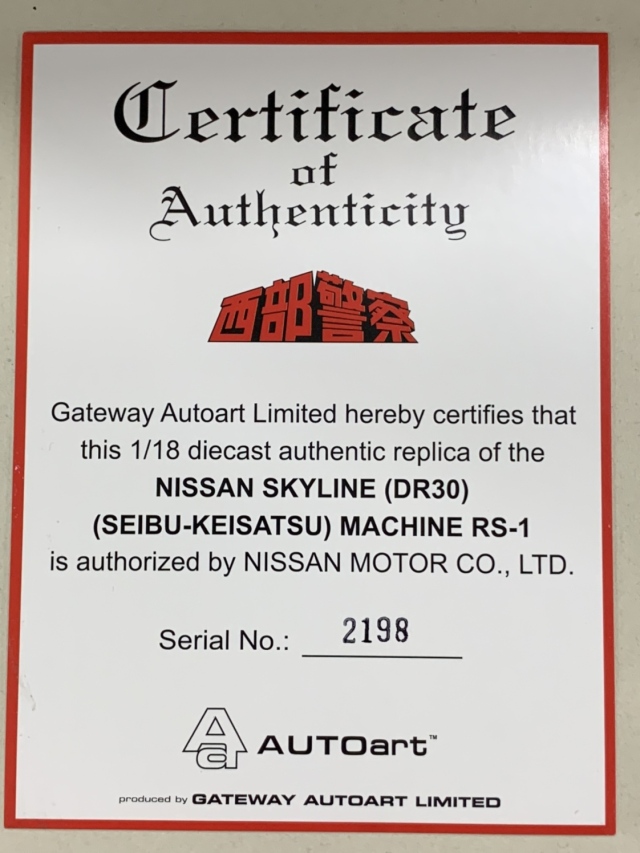 Certificate
of
Authenticity
西部警察
Gateway Autoart Limited hereby certifies that
this 1/18 diecast authentic replica of the
NISSAN SKYLINE (DR30)
(SEIBU-KEISATSU) MACHINE RS-1
is authorized by NISSAN MOTOR CO., LTD.
Serial No.: 2198
Aa AUTOart™
produced by GATEWAY AUTOART LIMITED